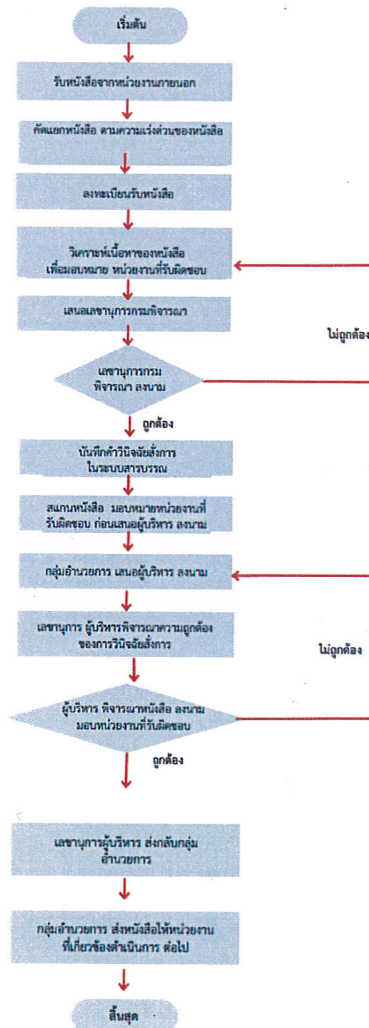 เริ่มต้น
รับหนังสือจากหน่วยงานภายนอก
คัดแยกหนังสือ ตามความเร่งด่วนของหนังสือ
ลงทะเบียนรับหนังสือ
วิเคราะห์เนื้อหาของหนังสือ
เพื่อมอบหมาย หน่วยงานที่รับผิดชอบ
เสนอเลขานุการกรมพิจารณา
ไม่ถูกต้อง
เลขานุการกรม
พิจารณา ลงนาม
ถูกต้อง
บันทึกคำวินิจฉัยสั่งการ
ในระบบสารบรรณ
สแกนหนังสือ มอบหมายหน่วยงานที่
รับผิดชอบ ก่อนเสนอผู้บริหาร ลงนาม
กลุ่มอำนวยการ เสนอผู้บริหาร ลงนาม
เลขานุการ ผู้บริหารพิจารณาความถูกต้อง
ของการวินิจฉัยสั่งการ
ไม่ถูกต้อง
ผู้บริหาร พิจารณาหนังสือ ลงนาม
มอบหน่วยงานที่รับผิดชอบ
ถูกต้อง
เลขานุการผู้บริหาร ส่งกลับกลุ่ม
อำนวยการ
กลุ่มอำนวยการ ส่งหนังสือให้หน่วยงาน
ที่เกี่ยวข้องดำเนินการ ต่อไป
สิ้นสุด